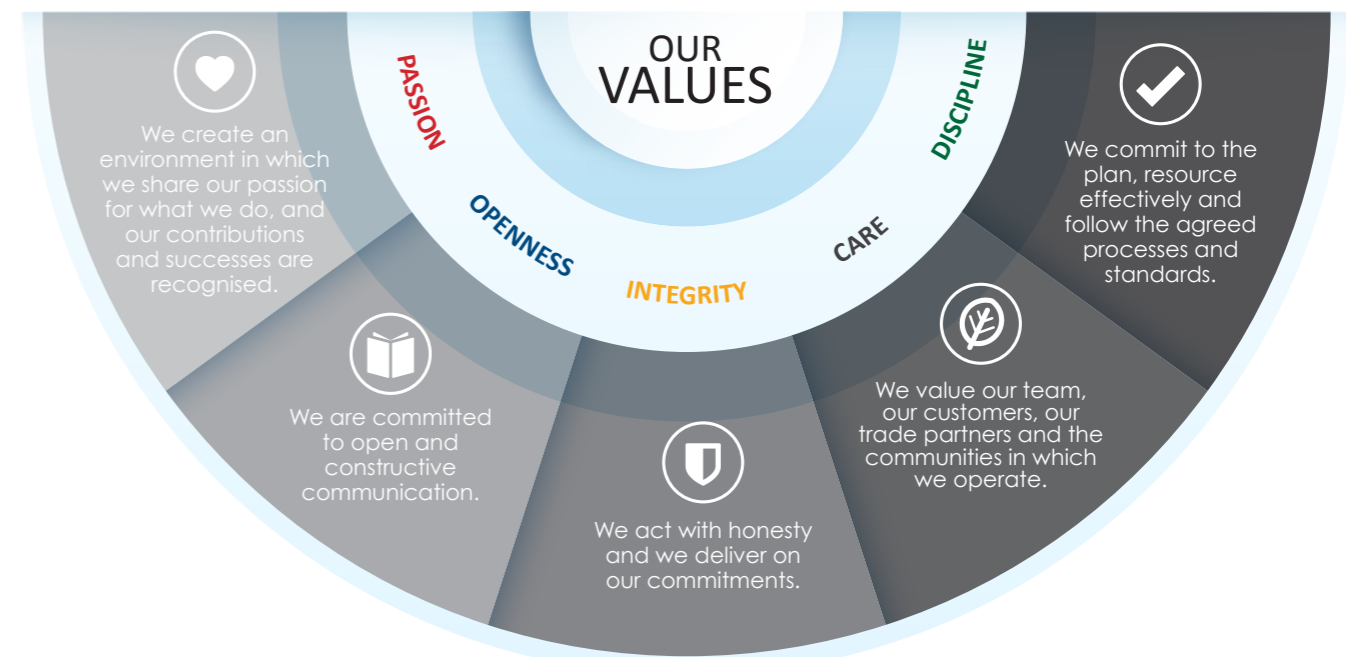 OUR
VALUES
PASSION
OPENNESS
INTEGRITY
CARE
DISCIPLINE
We create an
environment in which
we share our passion
for what we do, and
our contributions
and successes are
recognised.
We are committed
to open and
constructive
communication.
We act with honesty
and we deliver on
our commitments.
We value our team,
our customers, our
trade partners and the
communities in which
we operate.
We commit to the
plan, resource
effectively and
follow the agreed
processes and
standards.